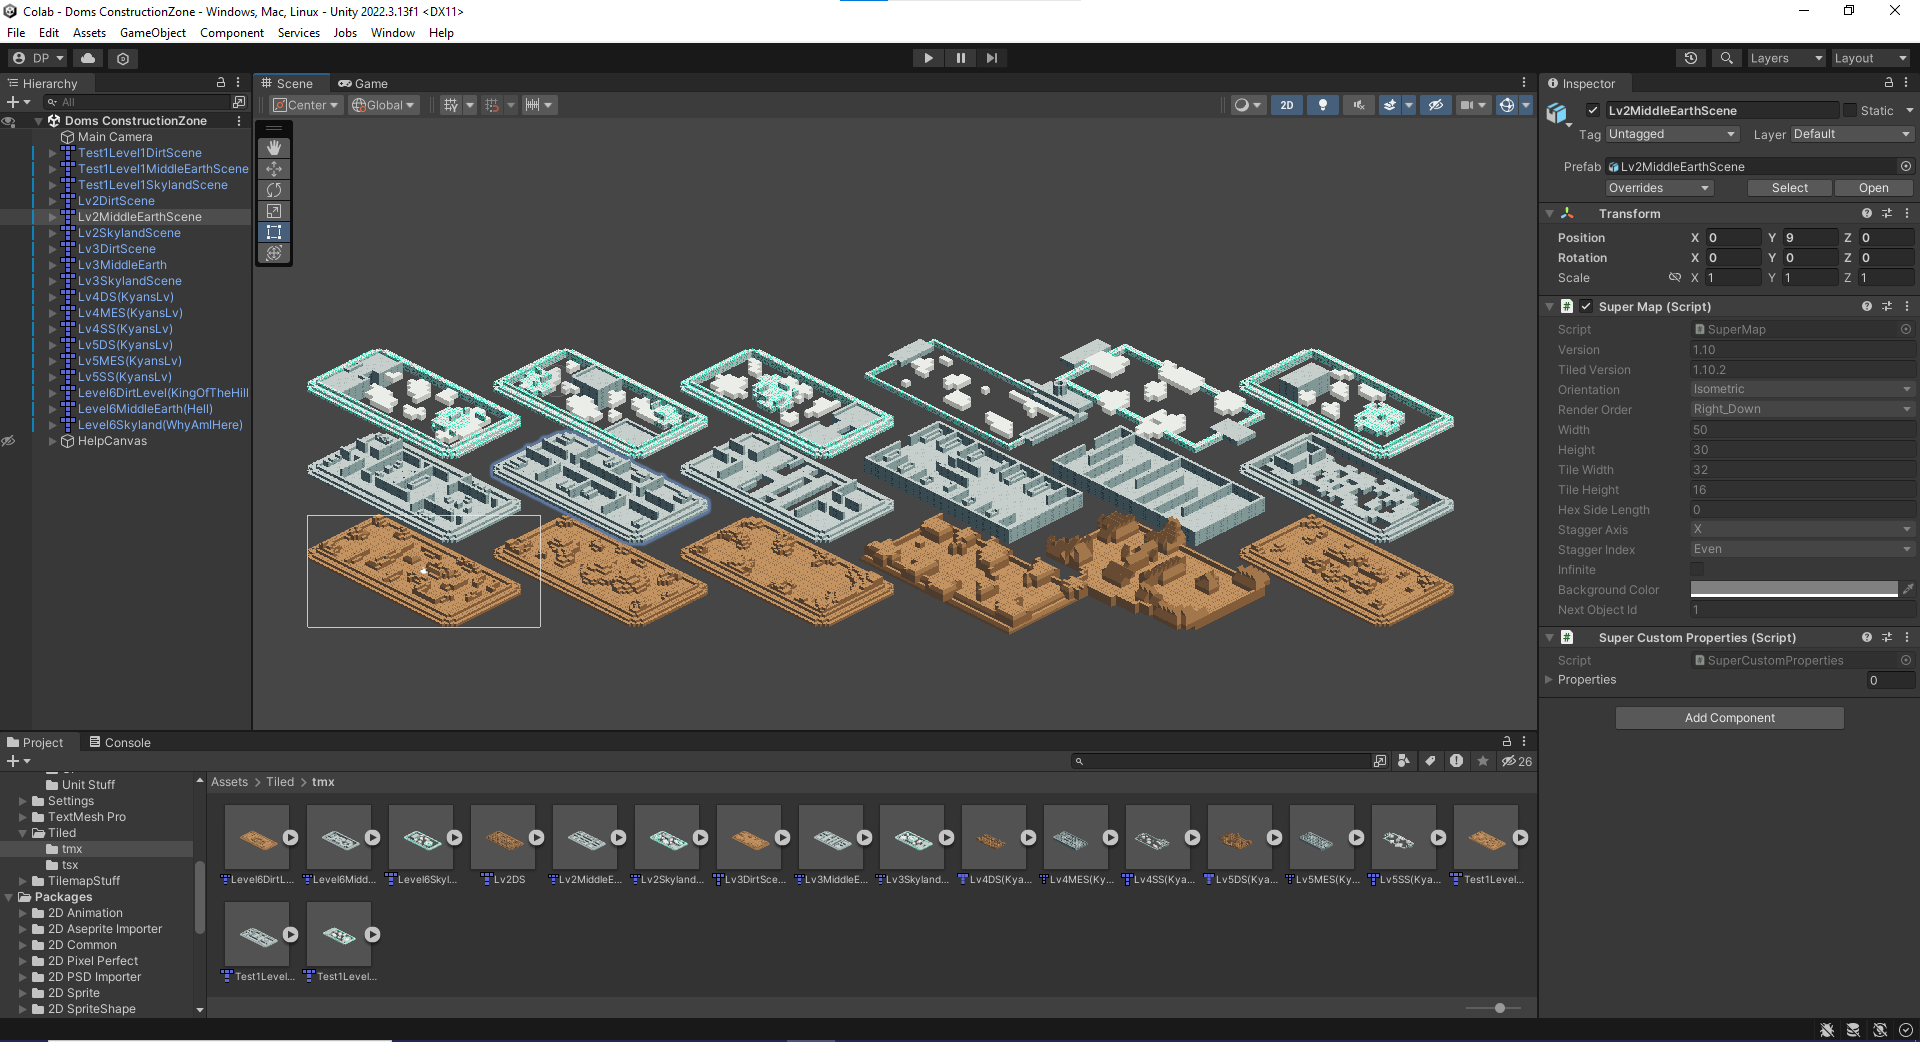 Colab - Doms ConstructionZone - Windows, Mac, Linux - Unity 2022.3.13f1 <DX11>
File Edit Assets GameObject Component Services Jobs Window Help
DP
Layers Layout
Hierarchy
All
Doms ConstructionZone
Main Camera
Test1Level1DirtScene
Test1Level1MiddleEarthScene
Test1Level1SkylandScene
Lv2DirtScene
Lv2MiddleEarthScene
Lv2SkylandScene
Lv3DirtScene
Lv3MiddleEarth
Lv3SkylandScene
Lv4DS(KyansLv)
Lv4MES(KyansLv)
Lv4SS(KyansLv)
Lv5DS(KyansLv)
Lv5MES(KyansLv)
Lv5SS(KyansLv)
Level6DirtLevel(KingOfTheHill
Level6MiddleEarth(Hell)
Level6Skyland(WhyAmIHere)
HelpCanvas
Scene Game
Center Global
2D
Inspector
Lv2MiddleEarthScene Static
Tag Untagged Layer Default
Prefab Lv2MiddleEarthScene
Overrides Select Open
Transform
Position X 0 Y 9 Z 0
Rotation X 0 Y 0 Z 0
Scale X 1 Y 1 Z 1
Super Map (Script)
Script SuperMap
Version 1.10
Tiled Version 1.10.2
Orientation Isometric
Render Order Right_Down
Width 50
Height 30
Tile Width 32
Tile Height 16
Hex Side Length 0
Stagger Axis X
Stagger Index Even
Infinite
Background Color
Next Object Id 1
Super Custom Properties (Script)
Script SuperCustomProperties
Properties 0
Add Component
Project Console
26
Unit Stuff
Settings
TextMesh Pro
Tiled
tmx
tsx
TilemapStuff
Packages
2D Animation
2D Aseprite Importer
2D Common
2D Pixel Perfect
2D PSD Importer
2D Sprite
2D SpriteShape
Assets > Tiled > tmx
Level6DirtL... Level6Midd... Level6Skyl... Lv2DS Lv2MiddleE... Lv2Skyland... Lv3DirtSce... Lv3MiddleE... Lv3Skyland... Lv4DS(Kya... Lv4MES(Ky... Lv4SS(Kya... Lv5DS(Kya... Lv5MES(Ky... Lv5SS(Kya... Test1Level...
Test1Level... Test1Level...